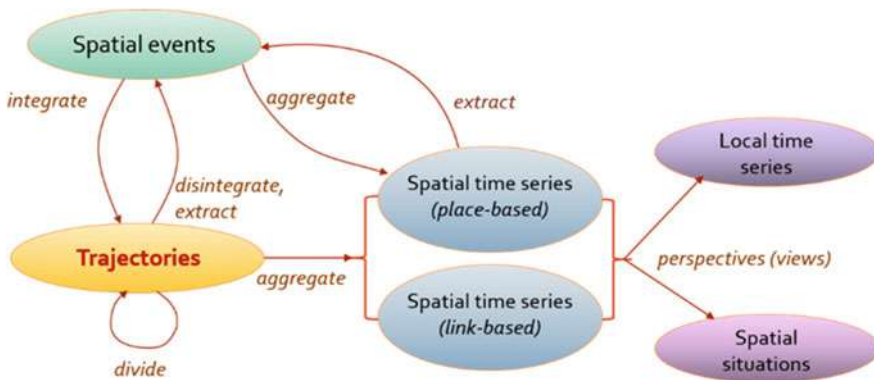 Spatial events
integrate
aggregate
extract
disintegrate,
extract
Trajectories
aggregate
divide
Spatial time series
(place-based)
Spatial time series
(link-based)
Local time
series
perspectives (views)
Spatial
situations